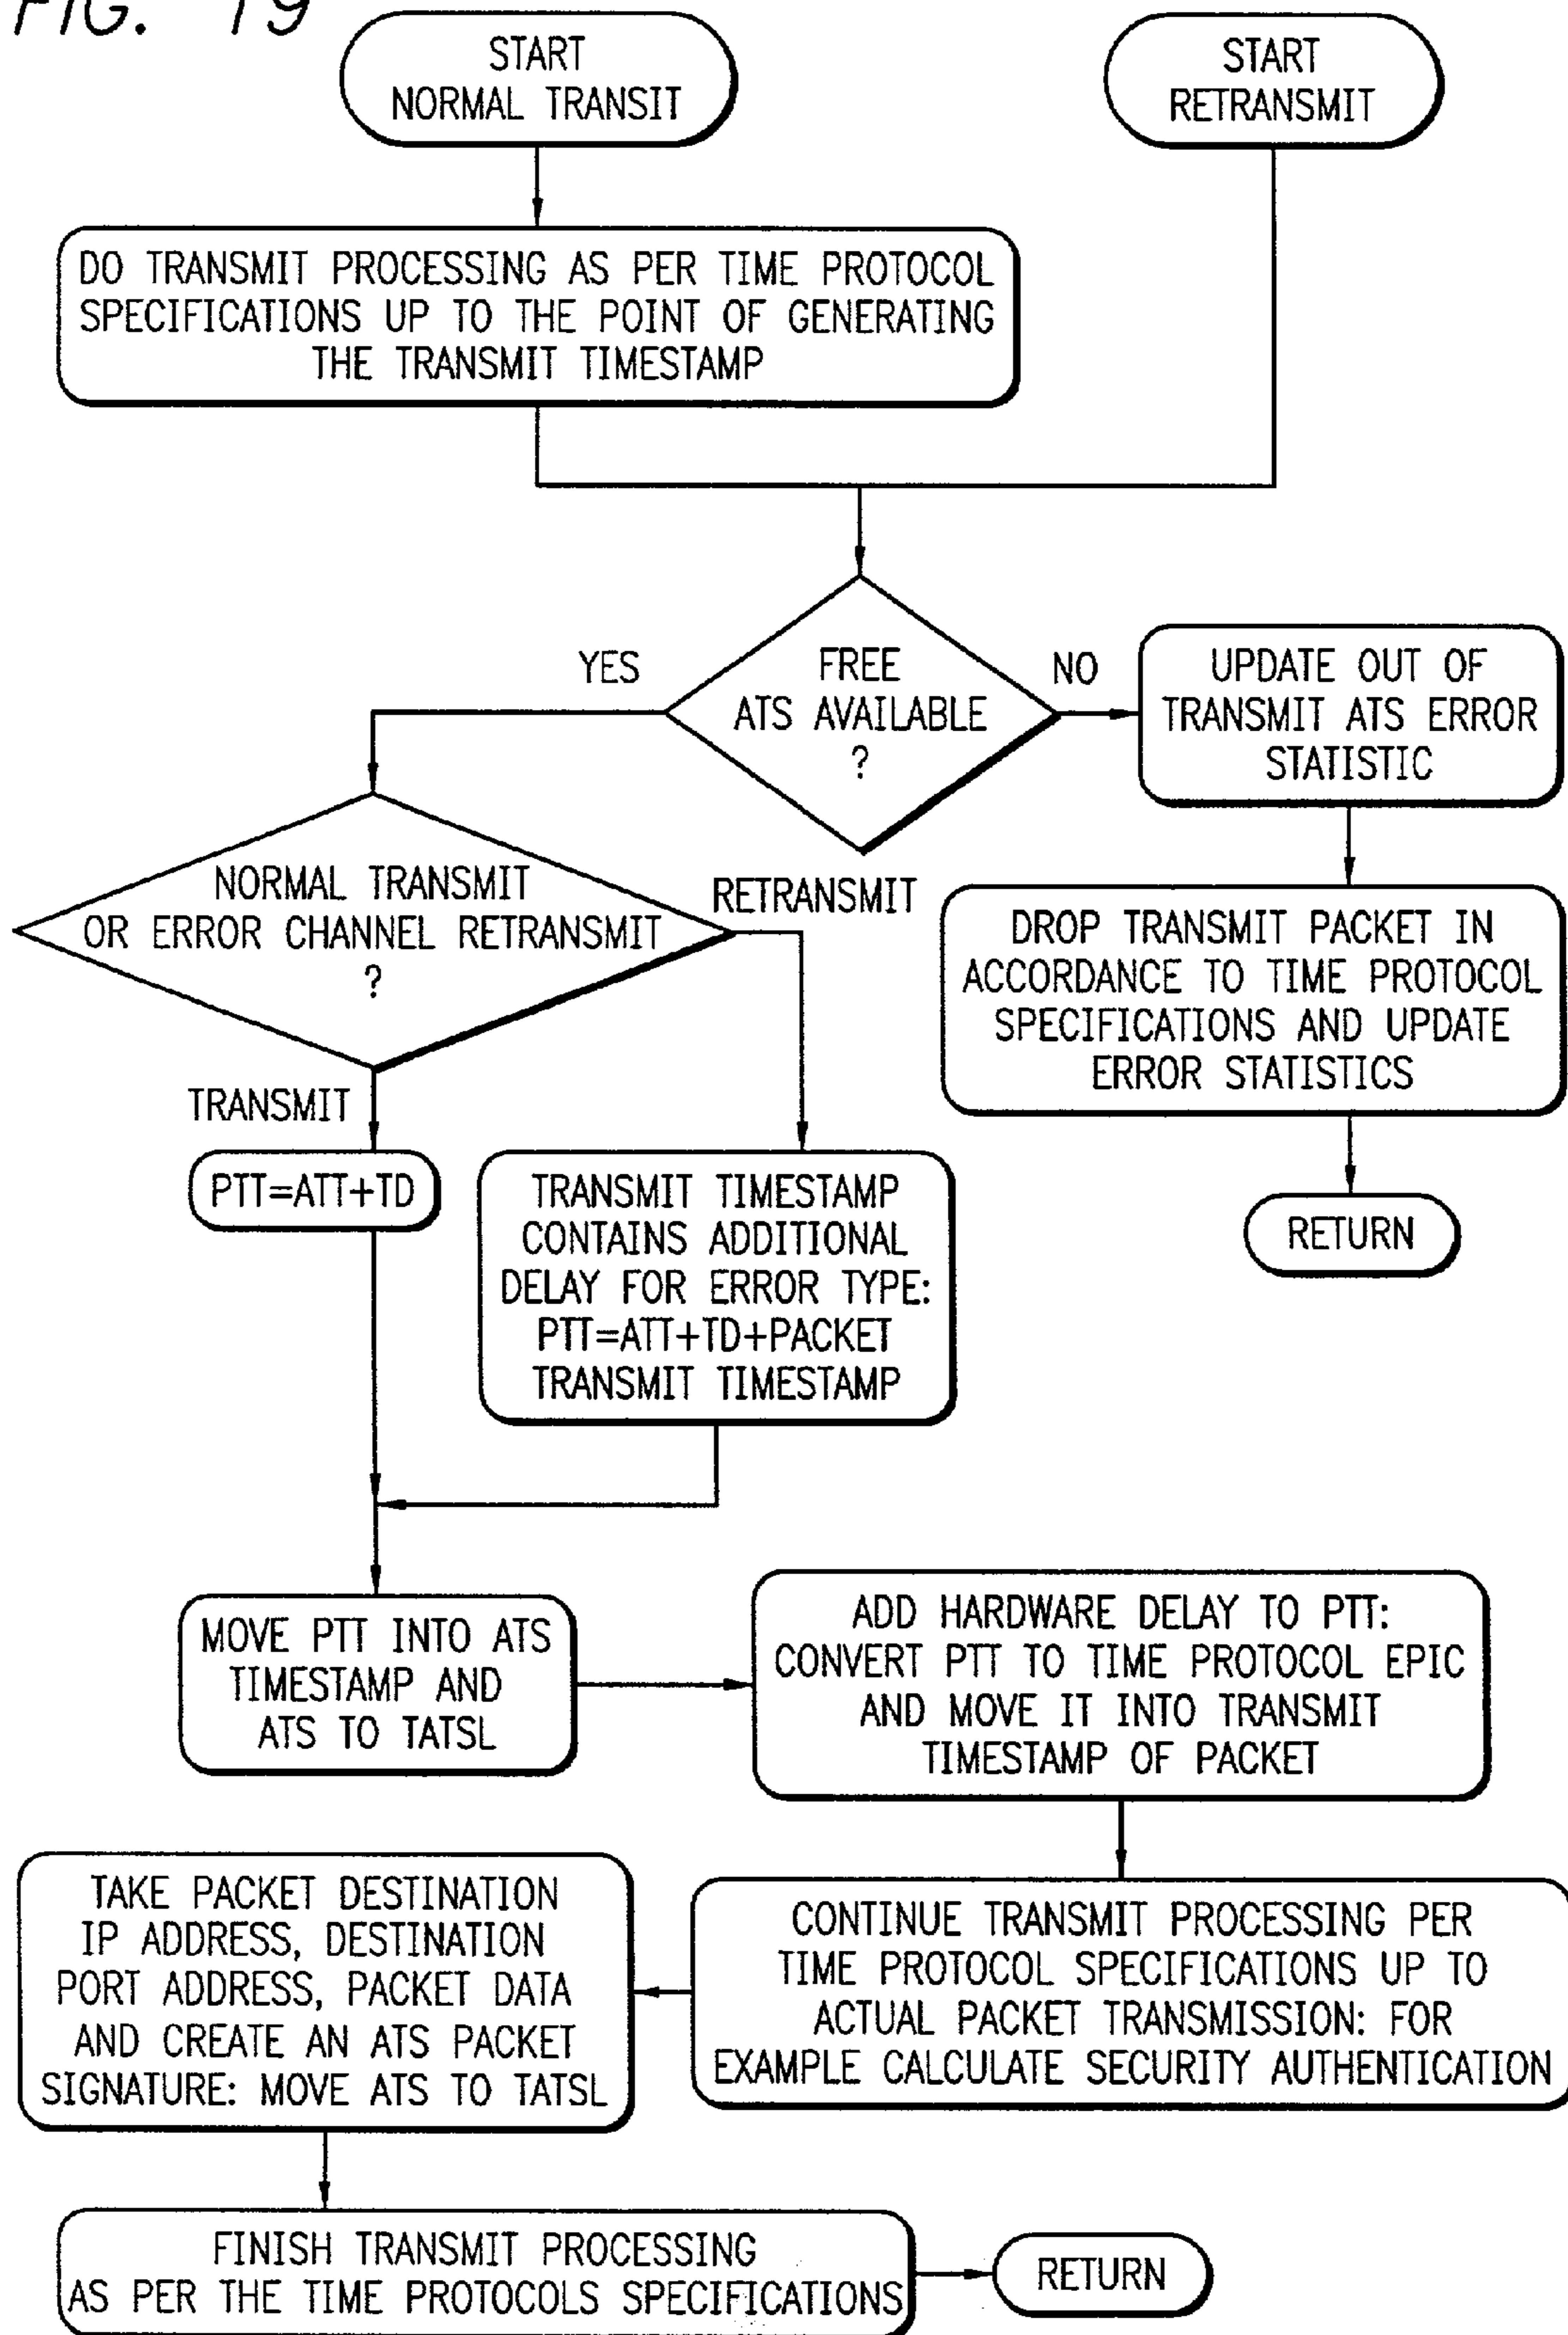 FIG. 19
START
NORMAL TRANSIT
START
RETRANSMIT
DO TRANSMIT PROCESSING AS PER TIME PROTOCOL
SPECIFICATIONS UP TO THE POINT OF GENERATING
THE TRANSMIT TIMESTAMP
FREE
ATS AVAILABLE
?
YES
NO
UPDATE OUT OF
TRANSMIT ATS ERROR
STATISTIC
DROP TRANSMIT PACKET IN
ACCORDANCE TO TIME PROTOCOL
SPECIFICATIONS AND UPDATE
ERROR STATISTICS
RETURN
NORMAL TRANSMIT
OR ERROR CHANNEL RETRANSMIT
?
RETRANSMIT
TRANSMIT
PTT=ATT+TD
TRANSMIT TIMESTAMP
CONTAINS ADDITIONAL
DELAY FOR ERROR TYPE:
PTT=ATT+TD+PACKET
TRANSMIT TIMESTAMP
MOVE PTT INTO ATS
TIMESTAMP AND
ATS TO TATSL
ADD HARDWARE DELAY TO PTT:
CONVERT PTT TO TIME PROTOCOL EPIC
AND MOVE IT INTO TRANSMIT
TIMESTAMP OF PACKET
CONTINUE TRANSMIT PROCESSING PER
TIME PROTOCOL SPECIFICATIONS UP TO
ACTUAL PACKET TRANSMISSION: FOR
EXAMPLE CALCULATE SECURITY AUTHENTICATION
TAKE PACKET DESTINATION
IP ADDRESS, DESTINATION
PORT ADDRESS, PACKET DATA
AND CREATE AN ATS PACKET
SIGNATURE: MOVE ATS TO TATSL
FINISH TRANSMIT PROCESSING
AS PER THE TIME PROTOCOLS SPECIFICATIONS
RETURN